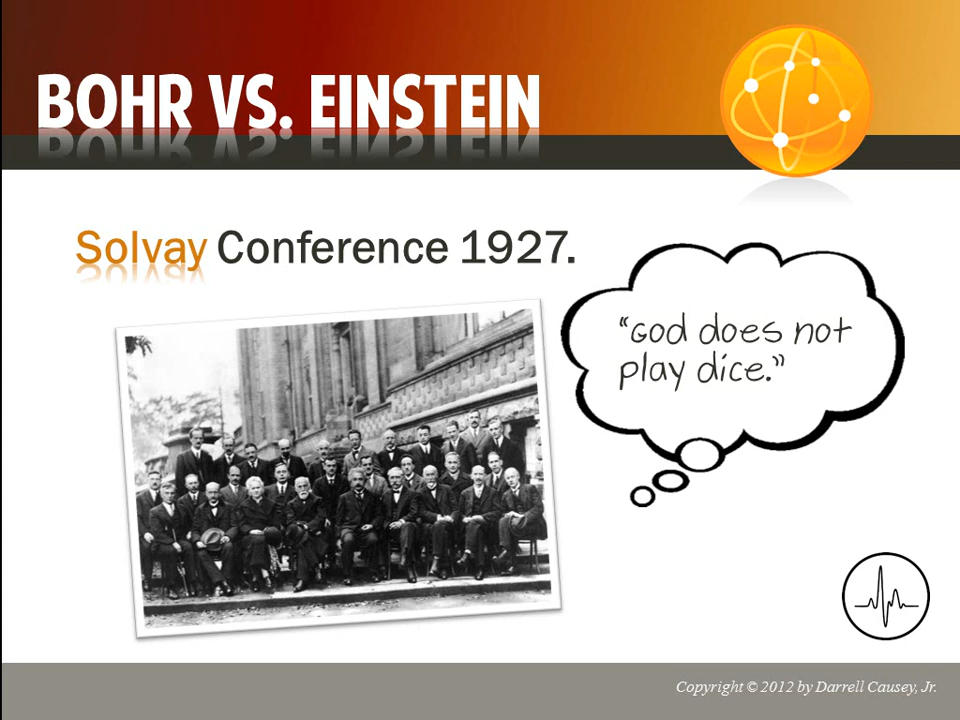 BOHR VS. EINSTEIN
Solvay Conference 1927.
“God does not
play dice.”
Copyright © 2012 by Darrell Causey, Jr.